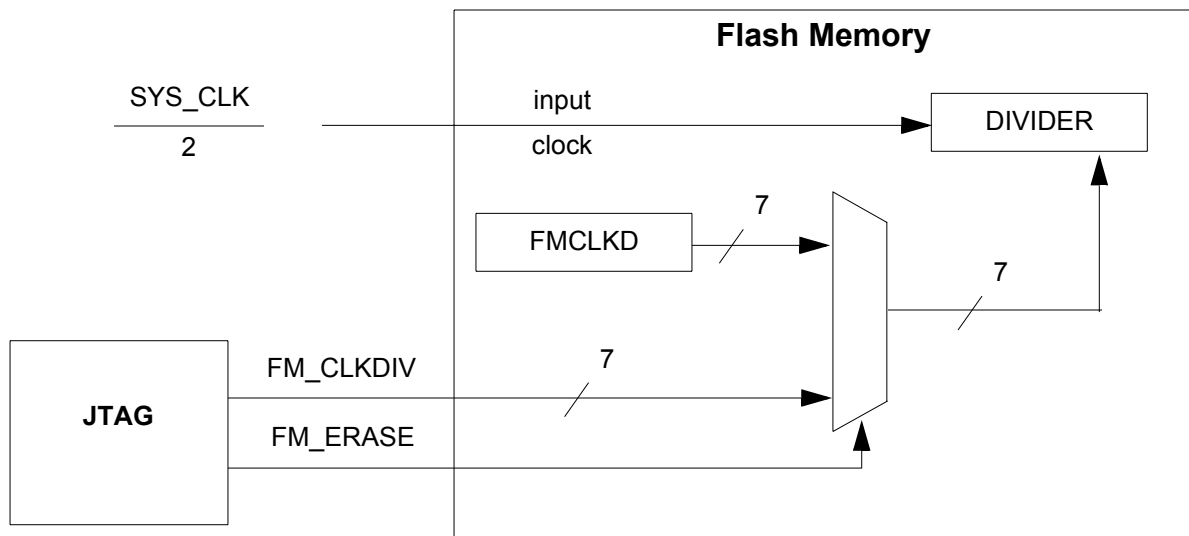 Flash Memory
SYS_CLK
2
input
clock
DIVIDER
7
FMCLKD
7
FM_CLKDIV
7
JTAG
FM_ERASE